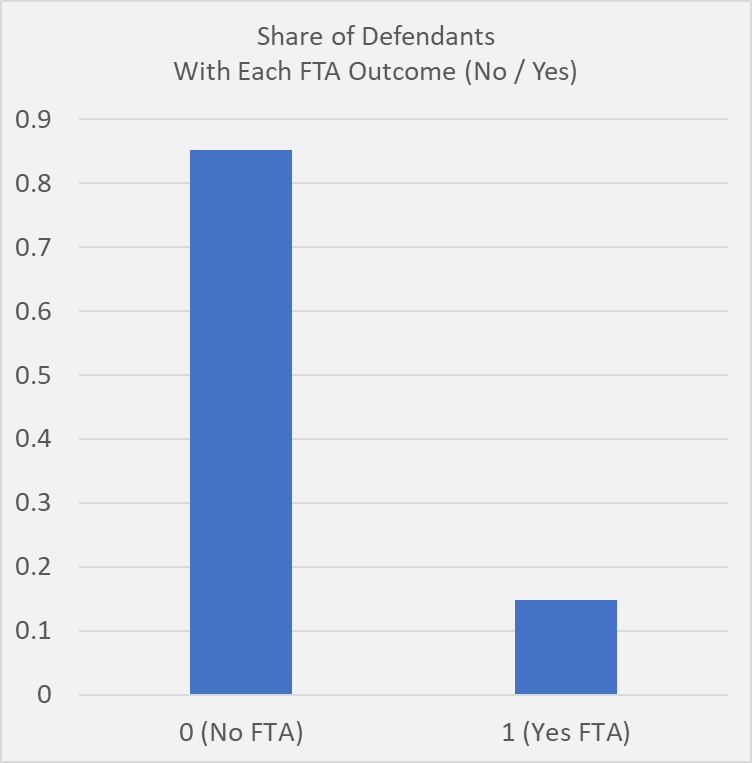 Share of Defendants
With Each FTA Outcome (No / Yes)
0.9
0.8
0.7
0.6
0.5
0.4
0.3
0.2
0.1
0
0 (No FTA)
1 (Yes FTA)